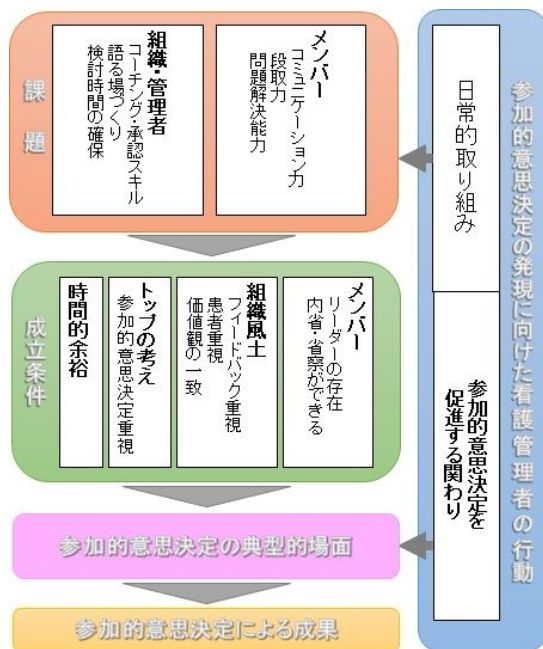 課題
メンバー
コミュニケーション力
段取力
問題解決能力
組織・管理者
コーチング・承認スキル
語る場づくり
検討時間の確保
成立条件
メンバー
リーダーの存在
内省・省察ができる
組織風土
フィードバック重視
患者重視
価値観の一致
トップの考え
参加的意思決定重視
時間的余裕
参加的意思決定の典型的場面
参加的意思決定による成果
参加的意思決定の発現に向けた看護管理者の行動
日常的取り組み
参加的意思決定を
促進する関わり